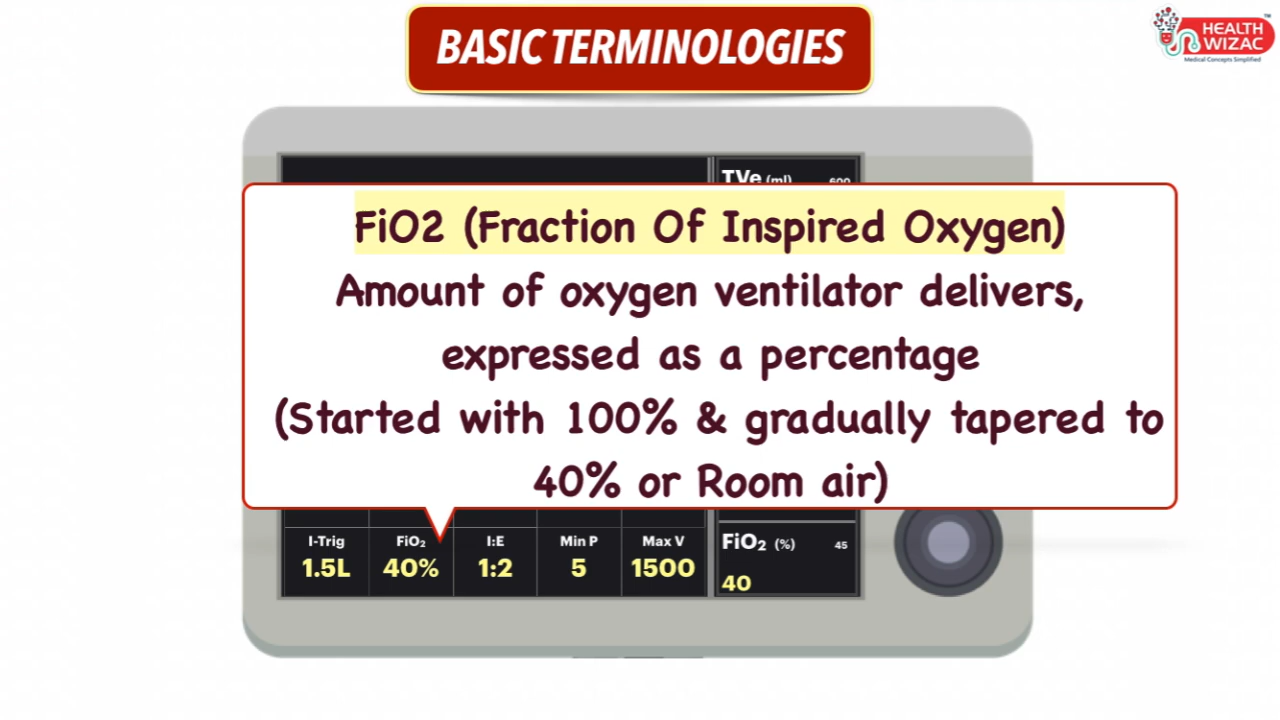 BASIC TERMINOLOGIES
HEALTH
WIZAC
™
Medical Concepts Simplified
TVe (ml) 600
FiO2 (Fraction Of Inspired Oxygen)
Amount of oxygen ventilator delivers,
expressed as a percentage
(Started with 100% & gradually tapered to
40% or Room air)
I-Trig FiO₂ I:E Min P Max V
1.5L 40% 1:2 5 1500
FiO₂ (%) 45
40